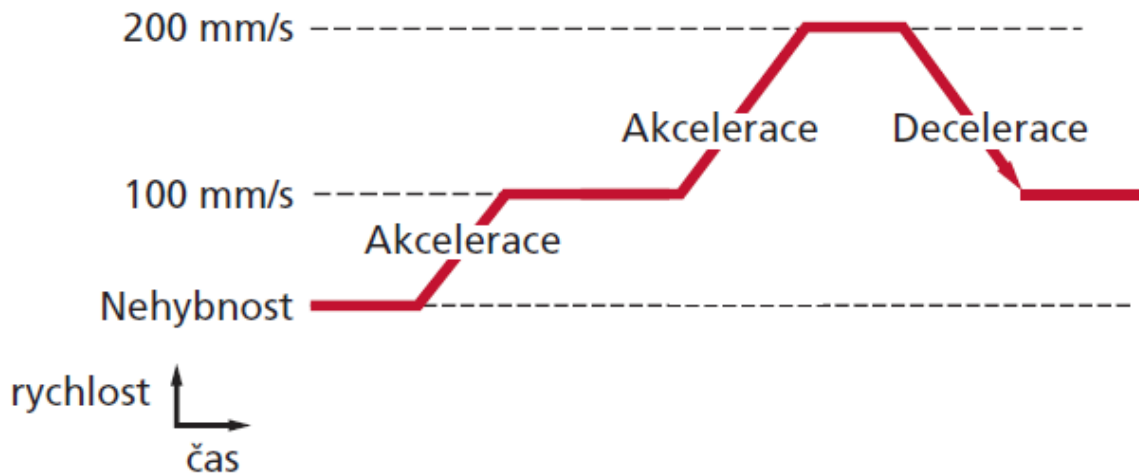 200 mm/s
Akcelerace Decelerace
100 mm/s
Akcelerace
Nehybnost
rychlost
čas